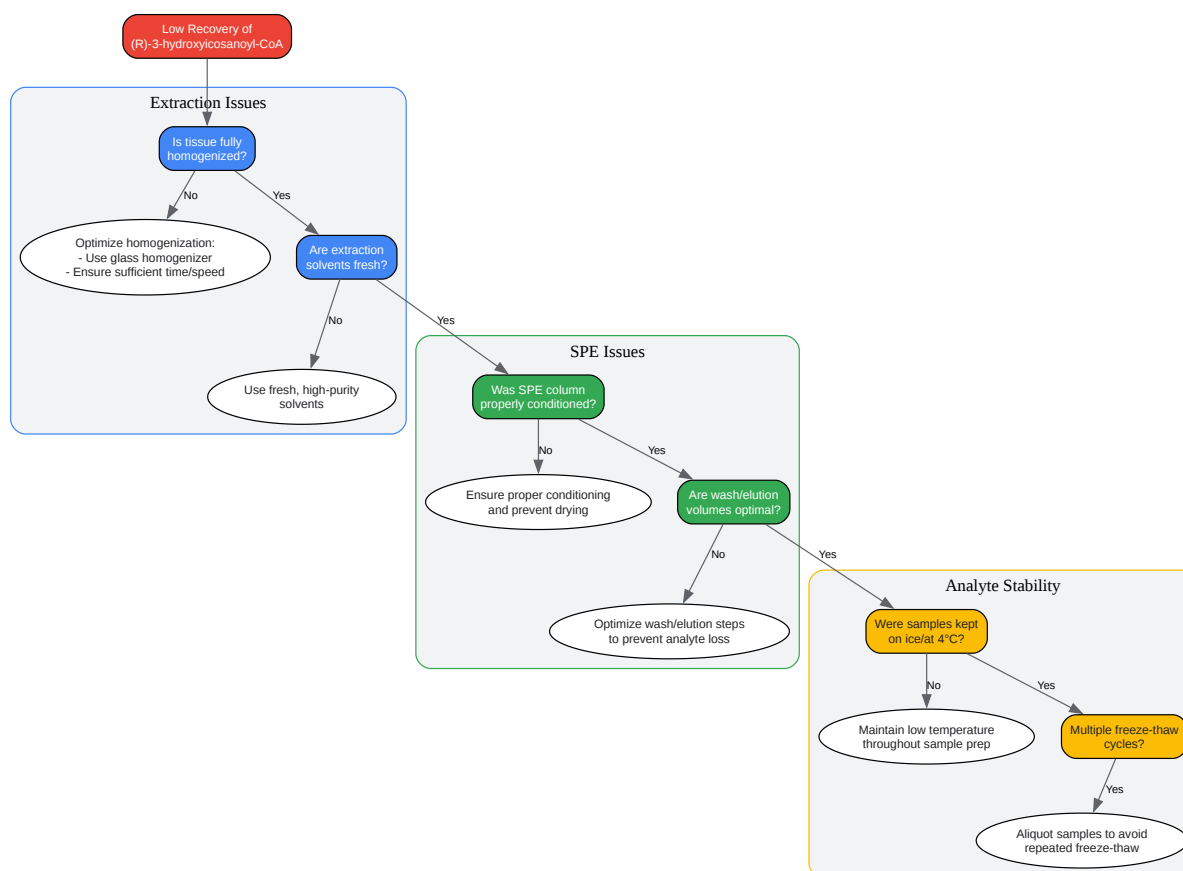 Low Recovery of
(R)-3-hydroxyicosanoyl-CoA
Extraction Issues
Is tissue fully
homogenized?
No
Yes
Optimize homogenization:
- Use glass homogenizer
- Ensure sufficient time/speed
Are extraction
solvents fresh?
No
Yes
Use fresh, high-purity
solvents
SPE Issues
Was SPE column
properly conditioned?
No
Yes
Ensure proper conditioning
and prevent drying
Are wash/elution
volumes optimal?
No
Yes
Optimize wash/elution steps
to prevent analyte loss
Analyte Stability
Were samples kept
on ice/at 4°C?
No
Yes
Maintain low temperature
throughout sample prep
Multiple freeze-thaw
cycles?
Yes
Aliquot samples to avoid
repeated freeze-thaw